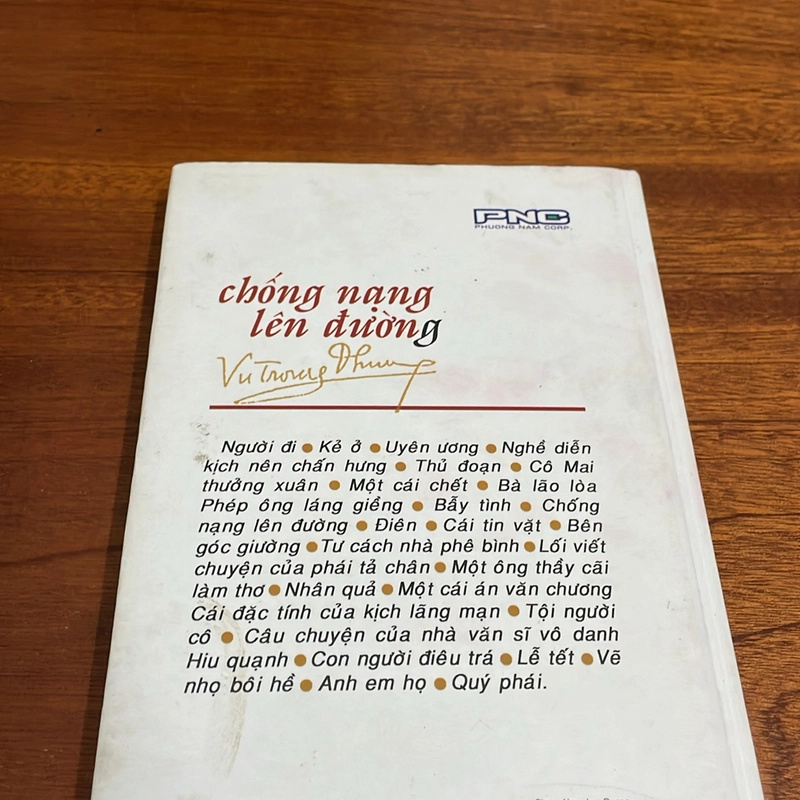 PNC
PHUONG NAM CORP.
chống nạng
lên đường
Vũ Trọng Phụng
Người đi ● Kẻ ở ● Uyên ương ● Nghề diễn
kịch nên chấn hưng ● Thủ đoạn ● Cô Mai
thưởng xuân ● Một cái chết ● Bà lão lòa
Phép ông láng giềng ● Bẫy tình ● Chống
nạng lên đường ● Điên ● Cái tin vặt ● Bên
góc giường ● Tư cách nhà phê bình ● Lối viết
chuyện của phái tả chân ● Một ông thầy cãi
làm thơ ● Nhân quả ● Một cái án văn chương
Cái đặc tính của kịch lãng mạn ● Tội người
cô ● Câu chuyện của nhà văn sĩ vô danh
Hiu quạnh ● Con người điêu trá ● Lễ tết ● Vẽ
nhọ bôi hề ● Anh em họ ● Quý phái.